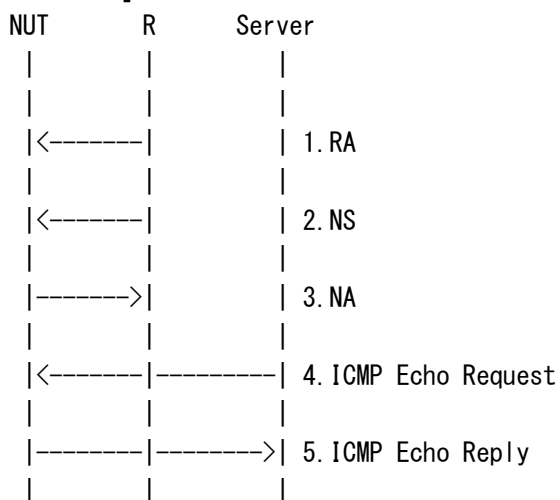 NUT R Server
| | |
| | |
|<-------| | 1.RA
| | |
|<-------| | 2.NS
| | |
|------->| | 3.NA
| | |
|<-------|---------| 4.ICMP Echo Request
| | |
|--------|-------->| 5.ICMP Echo Reply
| | |